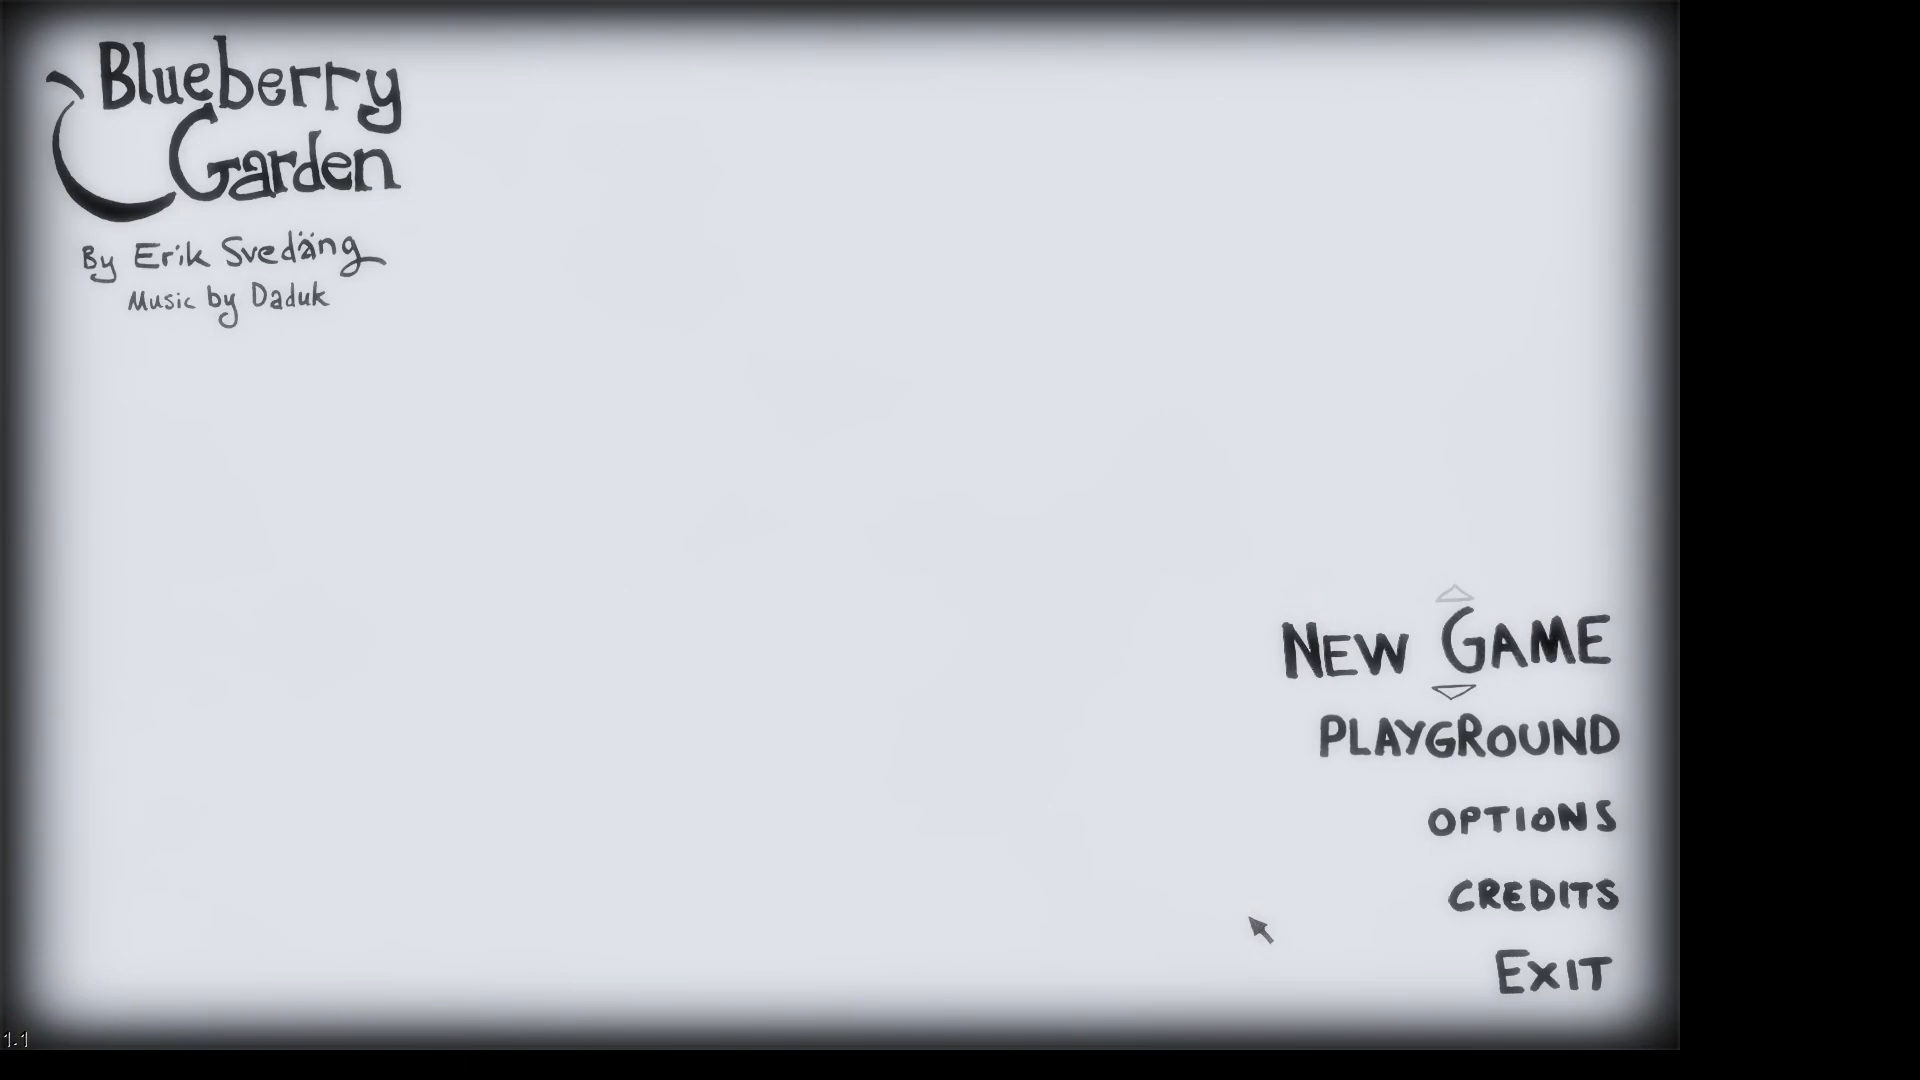 Blueberry
Garden
By Erik Svedäng
Music by Daduk
NEW GAME
PLAYGROUND
OPTIONS
CREDITS
EXIT
1.1